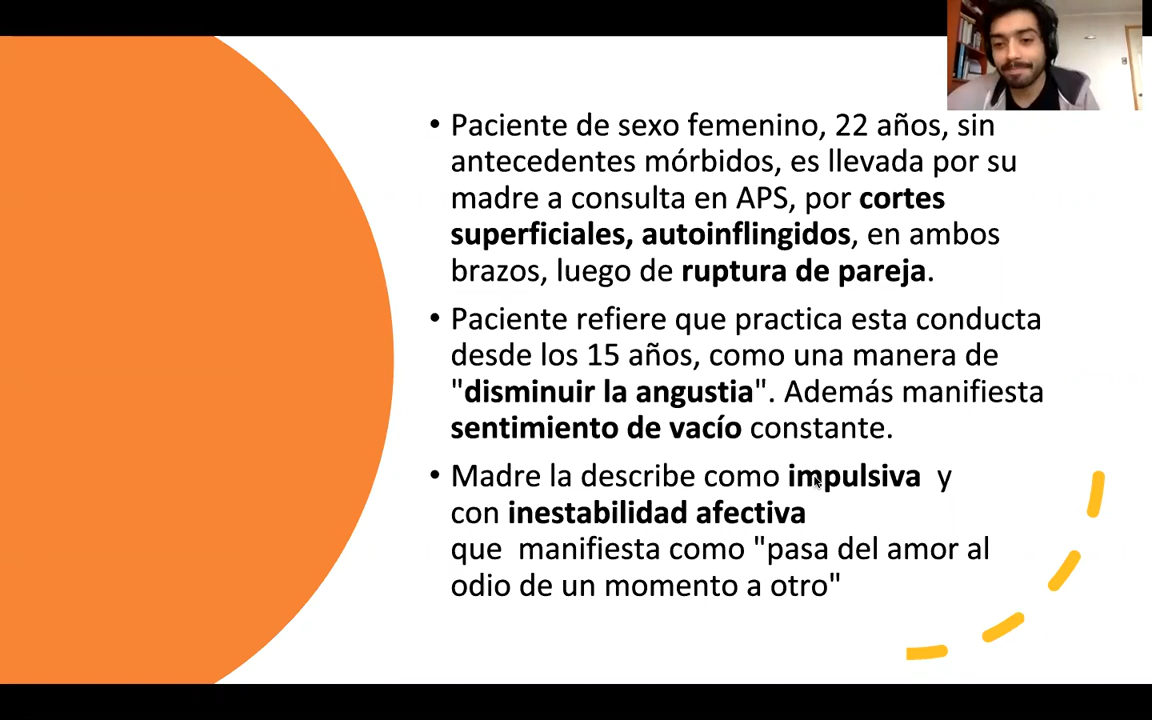 • Paciente de sexo femenino, 22 años, sin
antecedentes mórbidos, es llevada por su
madre a consulta en APS, por cortes
superficiales, autoinflingidos, en ambos
brazos, luego de ruptura de pareja.
• Paciente refiere que practica esta conducta
desde los 15 años, como una manera de
"disminuir la angustia". Además manifiesta
sentimiento de vacío constante.
• Madre la describe como impulsiva y
con inestabilidad afectiva
que manifiesta como "pasa del amor al
odio de un momento a otro"